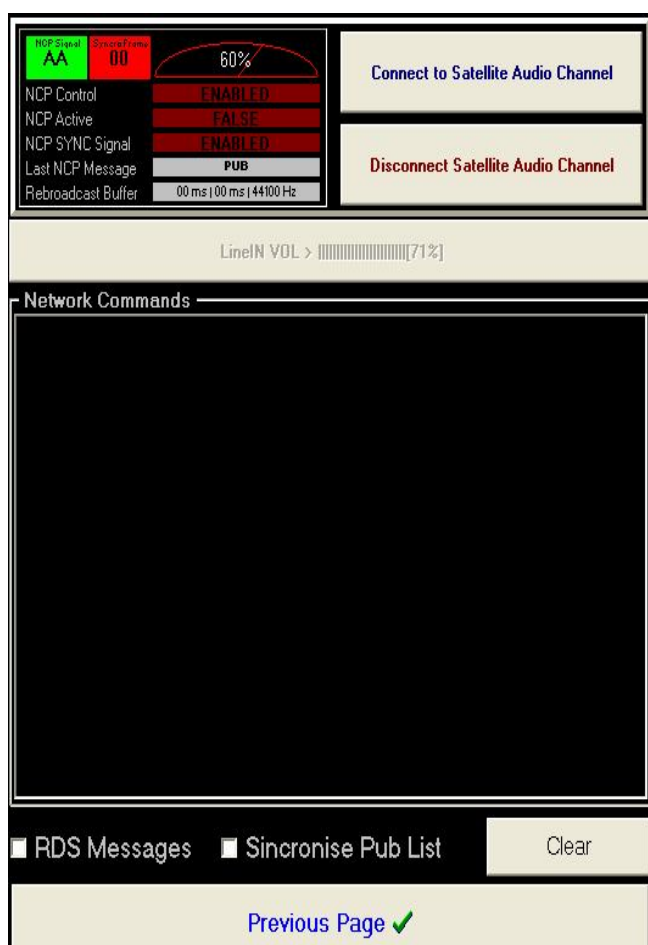 NCP Signal
AA
SyncroFrame
00
60%
NCP Control ENABLED
NCP Active FALSE
NCP SYNC Signal ENABLED
Last NCP Message PUB
Rebroadcast Buffer 00 ms | 00 ms | 44100 Hz
Connect to Satellite Audio Channel
Disconnect Satellite Audio Channel
LineIN VOL > ||||||||||||||||||||||||[71%]
Network Commands
RDS Messages
Sincronise Pub List
Clear
Previous Page